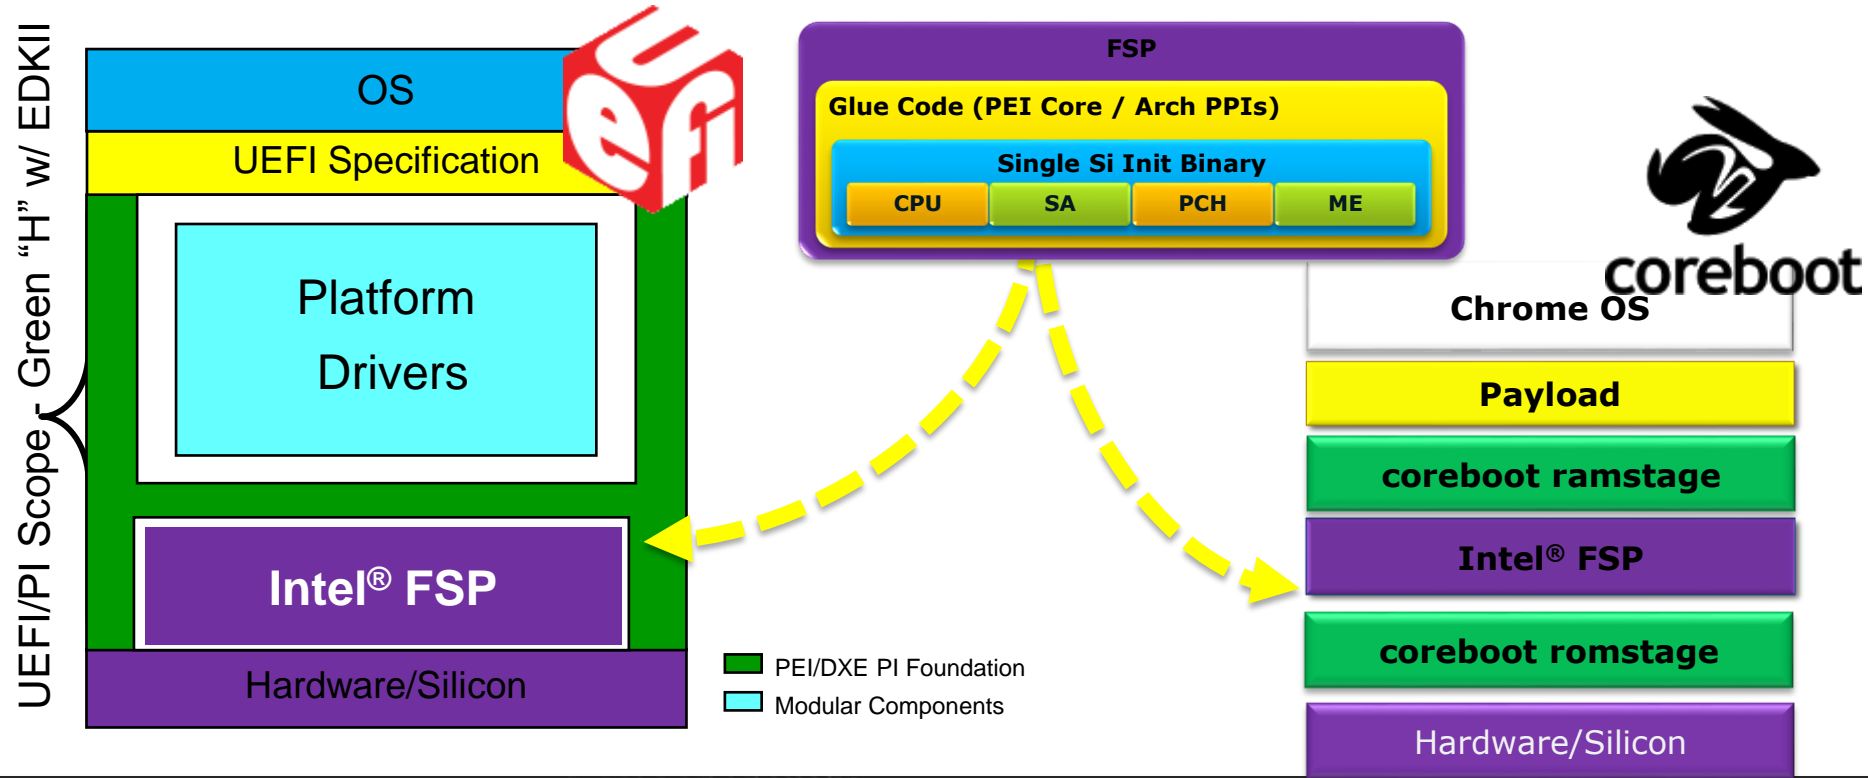 UEFI/PI Scope - Green “H” w/ EDKII
OS
UEFI Specification
Platform
Drivers
Intel® FSP
Hardware/Silicon
uefi
FSP
Glue Code (PEI Core / Arch PPIs)
Single Si Init Binary
CPU SA PCH ME
PEI/DXE PI Foundation
Modular Components
coreboot
Chrome OS
Payload
coreboot ramstage
Intel® FSP
coreboot romstage
Hardware/Silicon